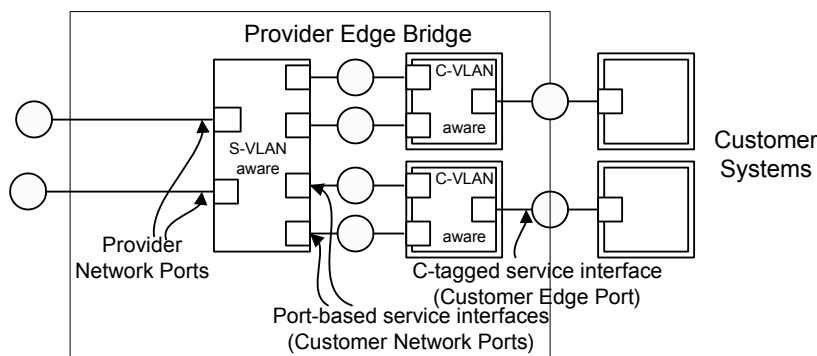 Provider Edge Bridge
C-VLAN
aware
S-VLAN
aware
C-VLAN
aware
Customer
Systems
Provider
Network Ports
C-tagged service interface
(Customer Edge Port)
Port-based service interfaces
(Customer Network Ports)